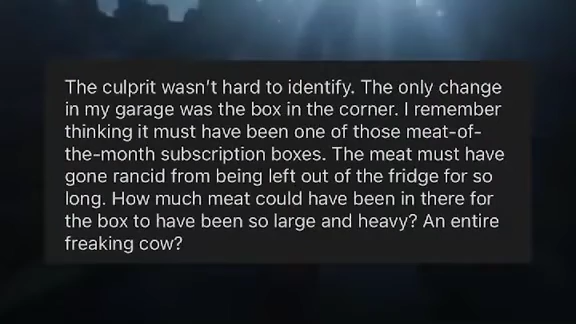 The culprit wasn't hard to identify. The only change
in my garage was the box in the corner. I remember
thinking it must have been one of those meat-of-
the-month subscription boxes. The meat must have
gone rancid from being left out of the fridge for so
long. How much meat could have been in there for
the box to have been so large and heavy? An entire
freaking cow?